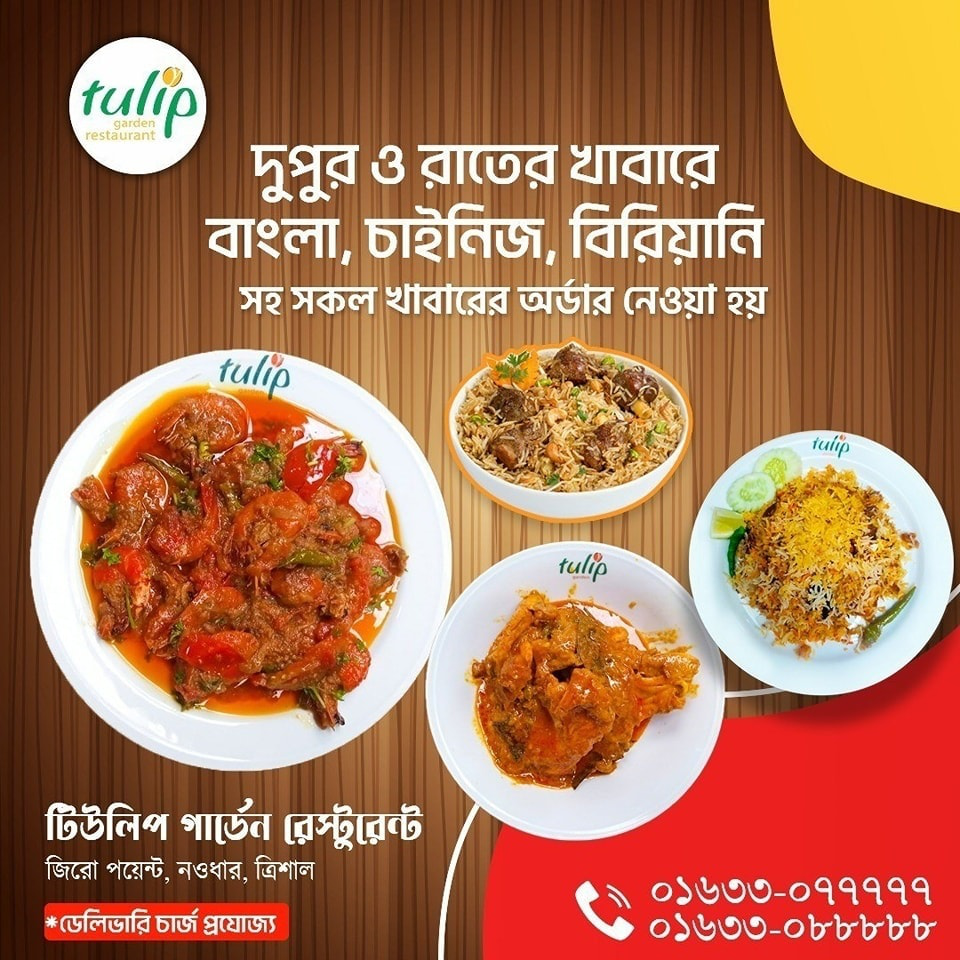 tulip
garden
restaurant
দুপুর ও রাতের খাবারে
বাংলা, চাইনিজ, বিরিয়ানি
সহ সকল খাবারের অর্ডার নেওয়া হয়
tulip
tulip
tulip
টিউলিপ গার্ডেন রেস্টুরেন্ট
জিরো পয়েন্ট, নওধার, ত্রিশাল
*ডেলিভারি চার্জ প্রযোজ্য
০১৬৩৩-০৭৭৭৭৭
০১৬৩৩-০৮৮৮৮৮